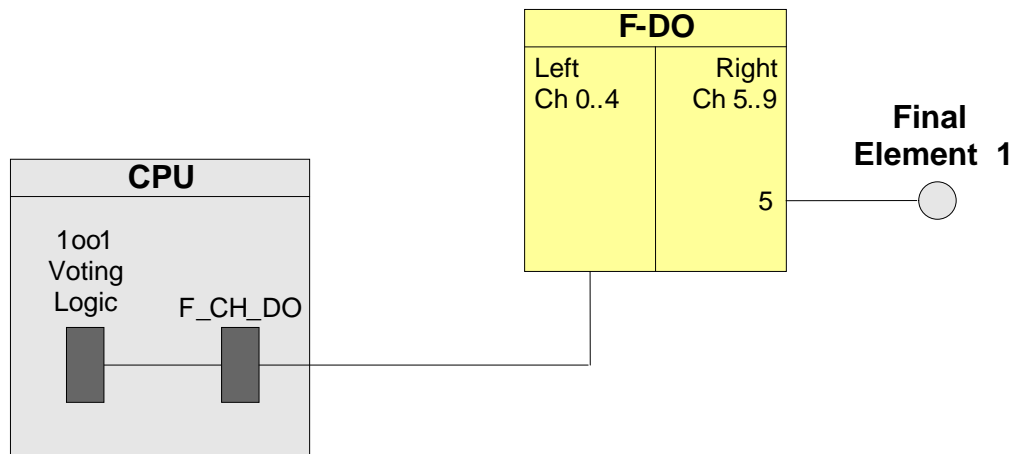 F-DO
Left Right
Ch 0..4 Ch 5..9
Final
Element 1
5
CPU
1oo1
Voting
Logic
F_CH_DO